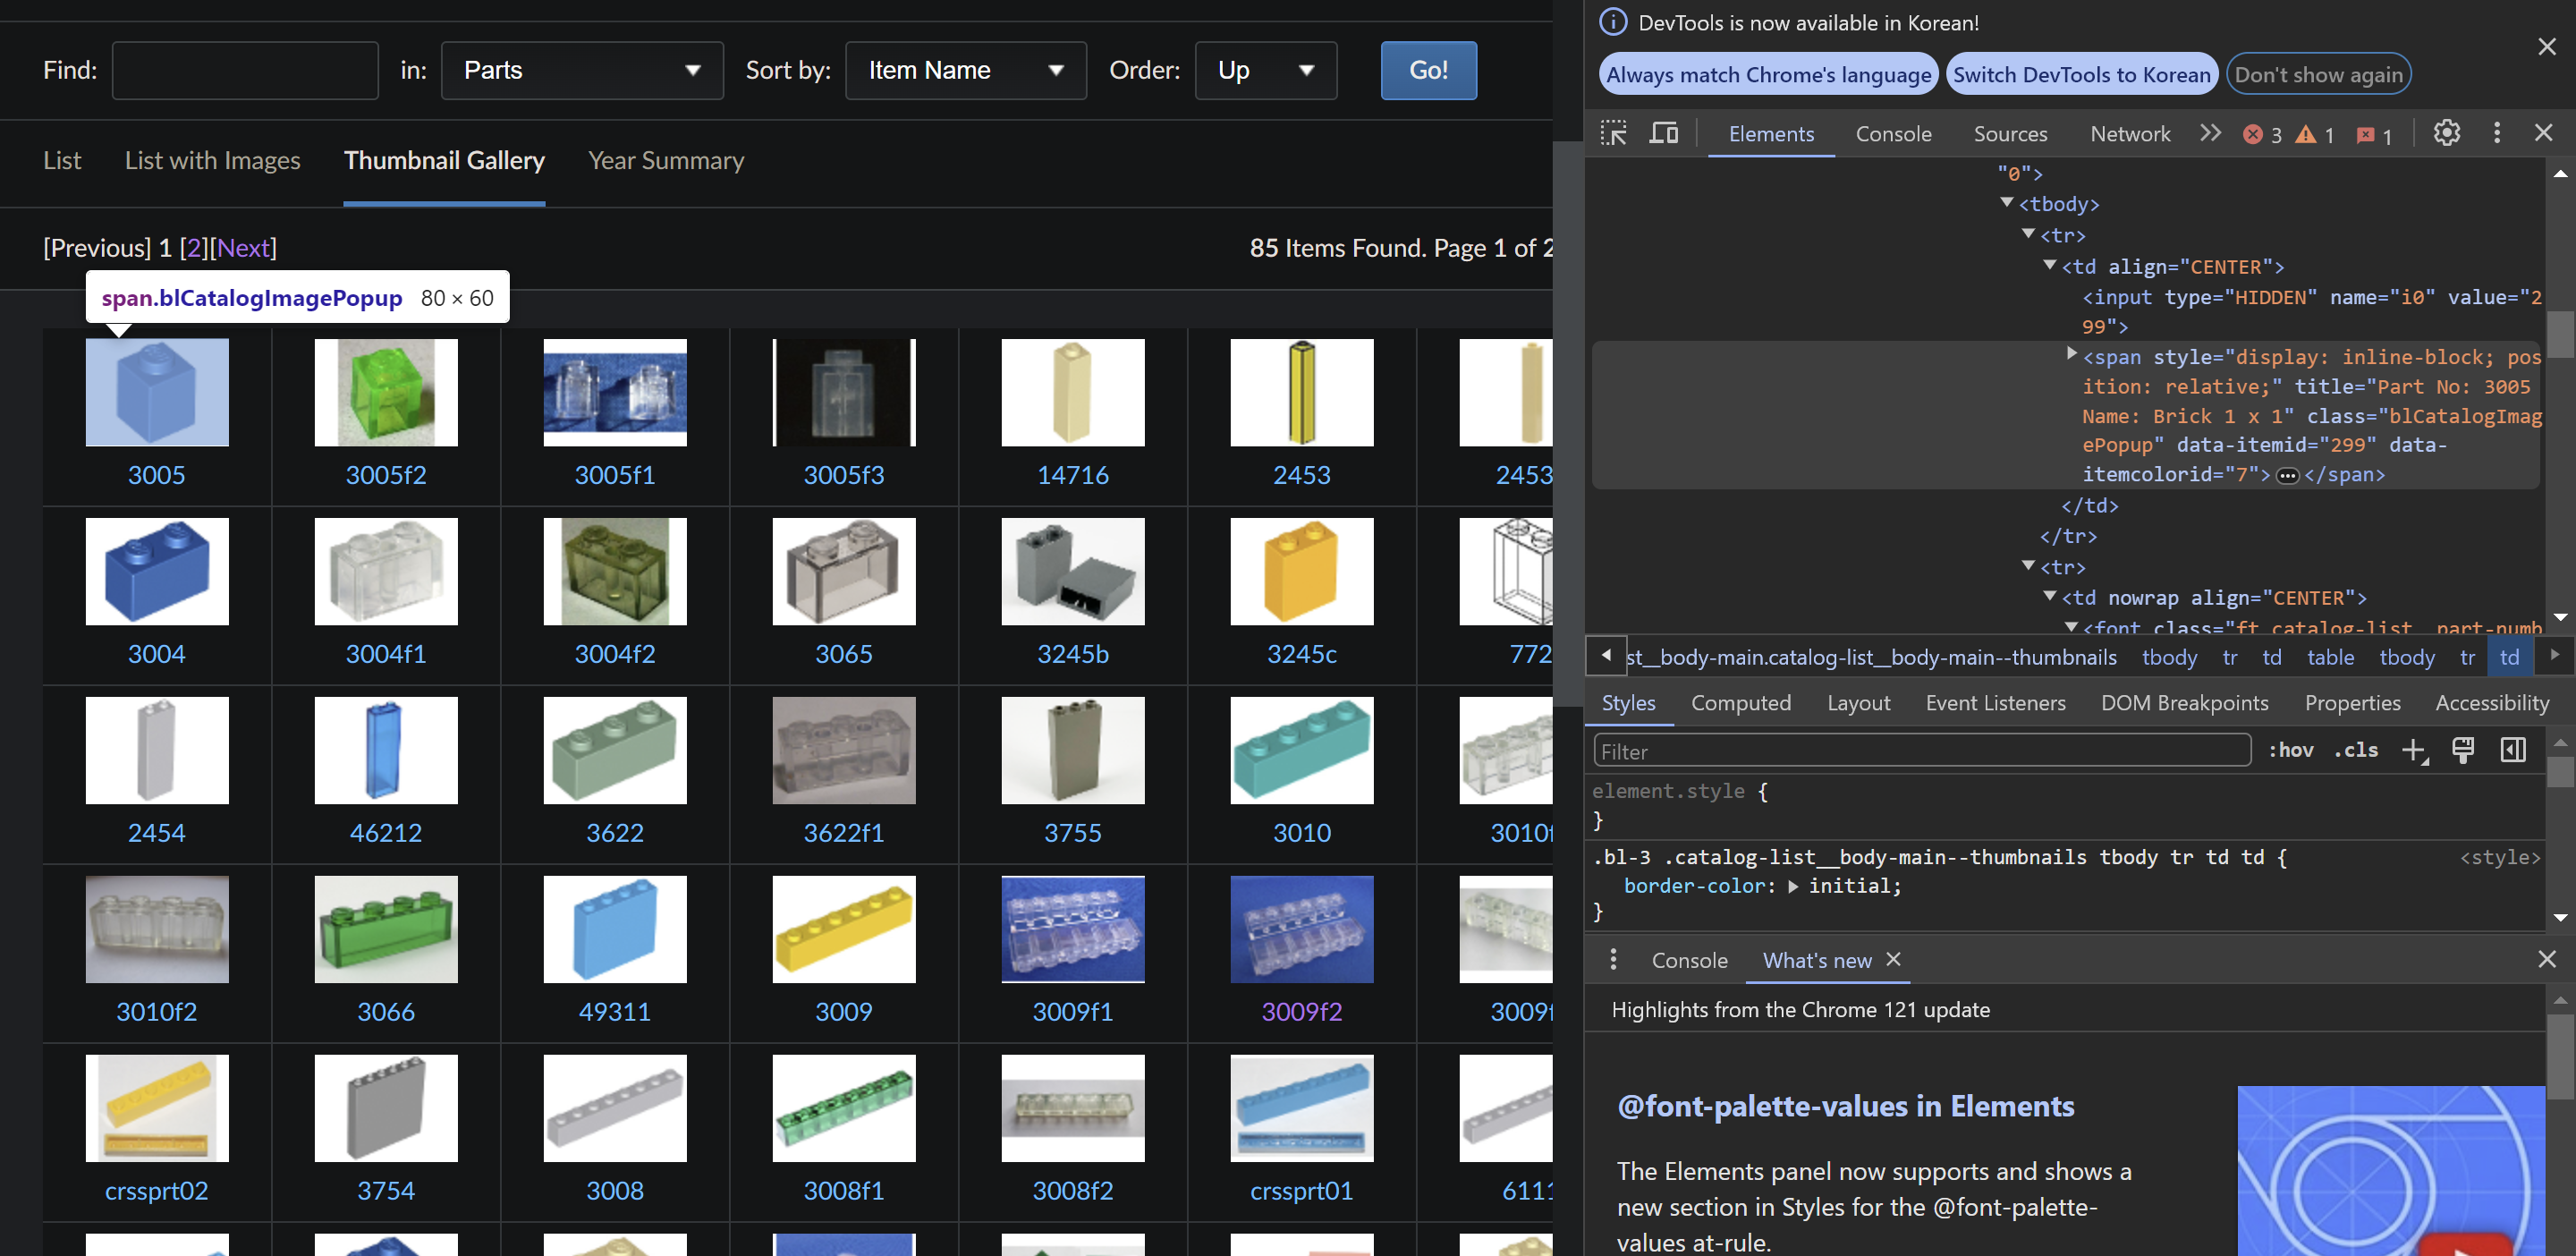 Find: in: Parts Sort by: Item Name Order: Up Go!
List List with Images Thumbnail Gallery Year Summary
[Previous] 1 [2][Next] 85 Items Found. Page 1 of 2
span.blCatalogImagePopup 80 × 60
3005 3005f2 3005f1 3005f3 14716 2453 2453
3004 3004f1 3004f2 3065 3245b 3245c 772
2454 46212 3622 3622f1 3755 3010 3010f
3010f2 3066 49311 3009 3009f1 3009f2 3009f
crssprt02 3754 3008 3008f1 3008f2 crssprt01 6111
DevTools is now available in Korean!
Always match Chrome's language Switch DevTools to Korean Don't show again
Elements Console Sources Network 3 1 1
"0">
<tbody>
<tr>
<td align="CENTER">
<input type="HIDDEN" name="i0" value="2
99">
<span style="display: inline-block; pos
ition: relative;" title="Part No: 3005
Name: Brick 1 x 1" class="blCatalogImag
ePopup" data-itemid="299" data-
itemcolorid="7">…</span>
</td>
</tr>
<tr>
<td nowrap align="CENTER">
<font class="ft catalog-list__part-numb
st__body-main.catalog-list__body-main--thumbnails tbody tr td table tbody tr td
Styles Computed Layout Event Listeners DOM Breakpoints Properties Accessibility
Filter :hov .cls
element.style {
}
.bl-3 .catalog-list__body-main--thumbnails tbody tr td td { <style>
border-color: initial;
}
Console What's new
Highlights from the Chrome 121 update
@font-palette-values in Elements
The Elements panel now supports and shows a
new section in Styles for the @font-palette-
values at-rule.